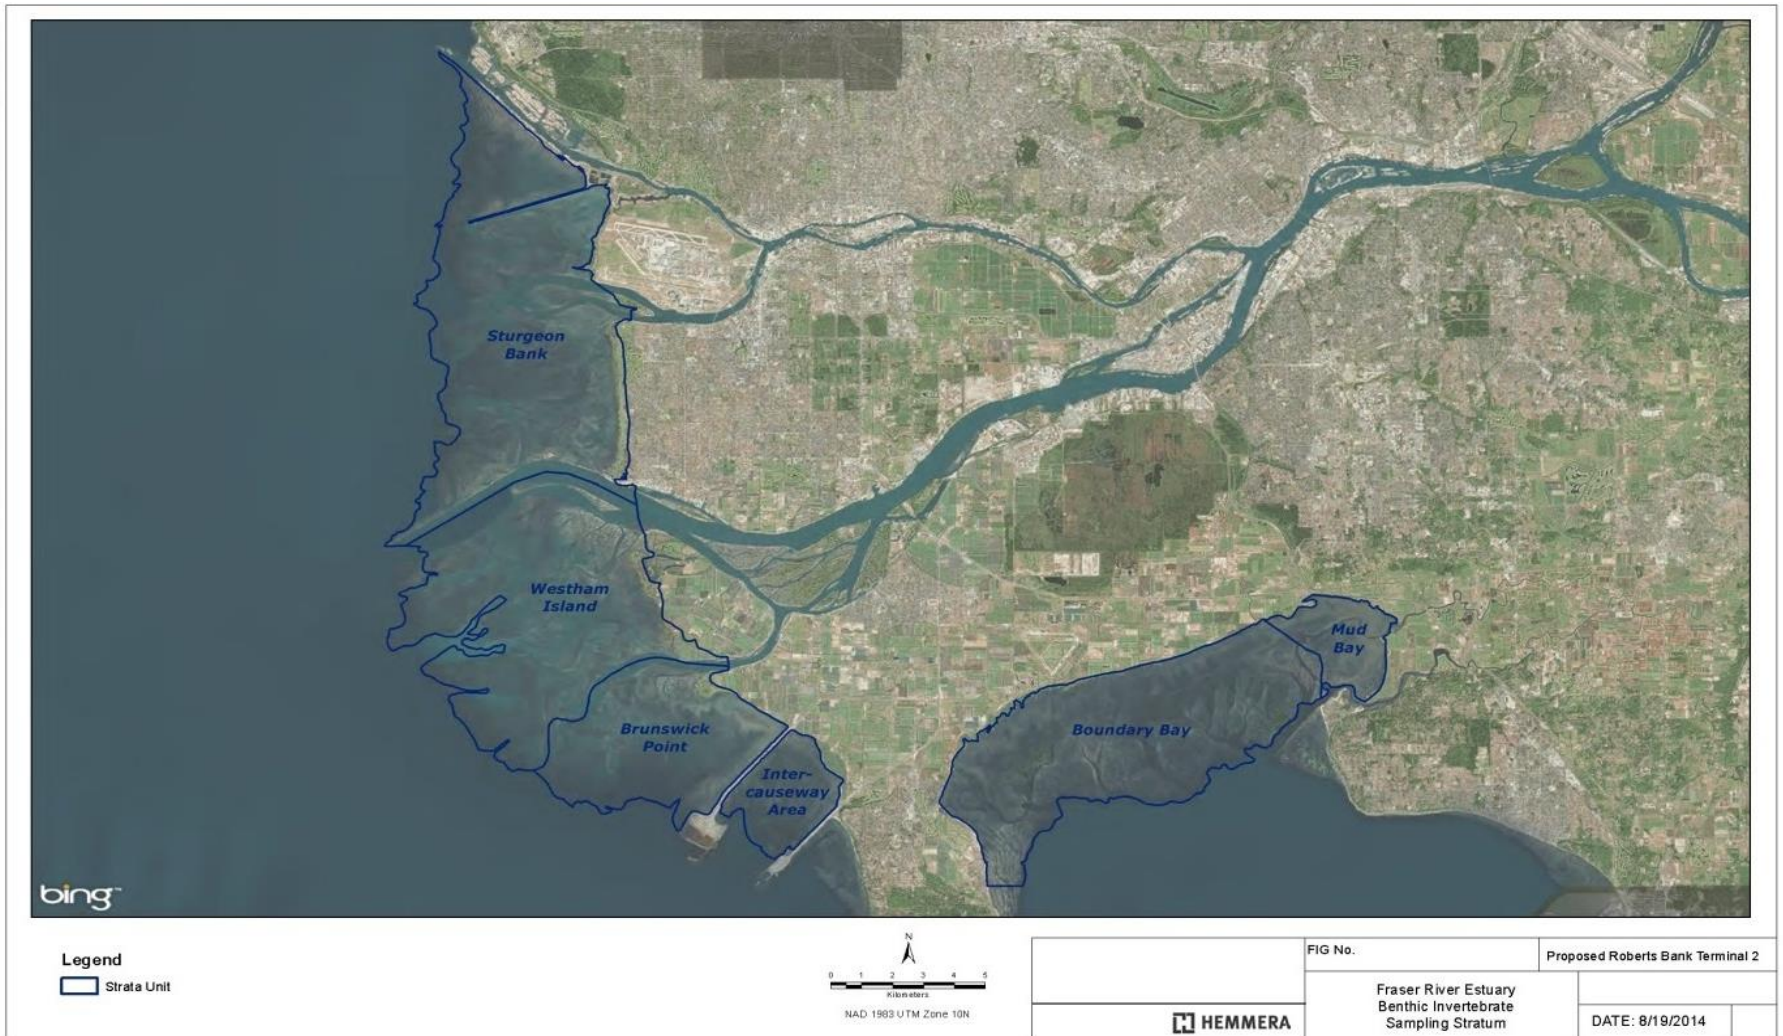 Sturgeon
Bank
Westham
Island
Mud
Bay
Brunswick
Point
Boundary Bay
Inter-
causeway
Area
bing™
Legend
Strata Unit
N
0 1 2 3 4 5
Kilometers
NAD 1983 UTM Zone 10N
HEMMERA
FIG No.
Proposed Roberts Bank Terminal 2
Fraser River Estuary
Benthic Invertebrate
Sampling Stratum
DATE: 8/19/2014